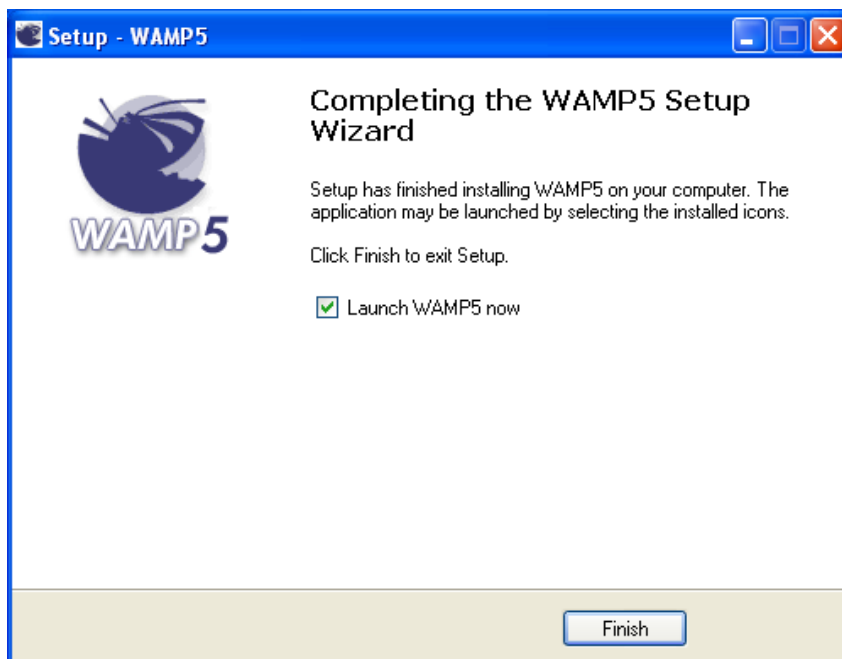 Setup - WAMP5
WAMP5
Completing the WAMP5 Setup
Wizard
Setup has finished installing WAMP5 on your computer. The
application may be launched by selecting the installed icons.
Click Finish to exit Setup.
Launch WAMP5 now
Finish